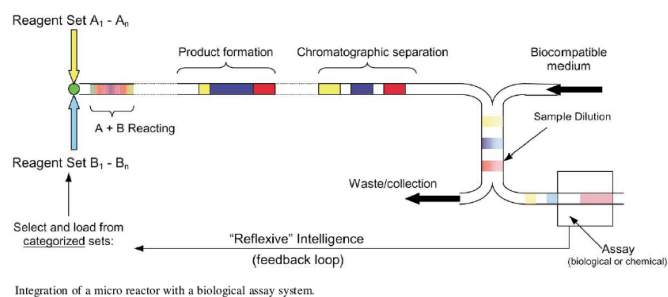 Reagent Set A1 - An
Product formation
Chromatographic separation
Biocompatible
medium
A + B Reacting
Sample Dilution
Reagent Set B1 - Bn
Waste/collection
Select and load from
categorized sets:
“Reflexive” Intelligence
(feedback loop)
Assay
(biological or chemical)
Integration of a micro reactor with a biological assay system.